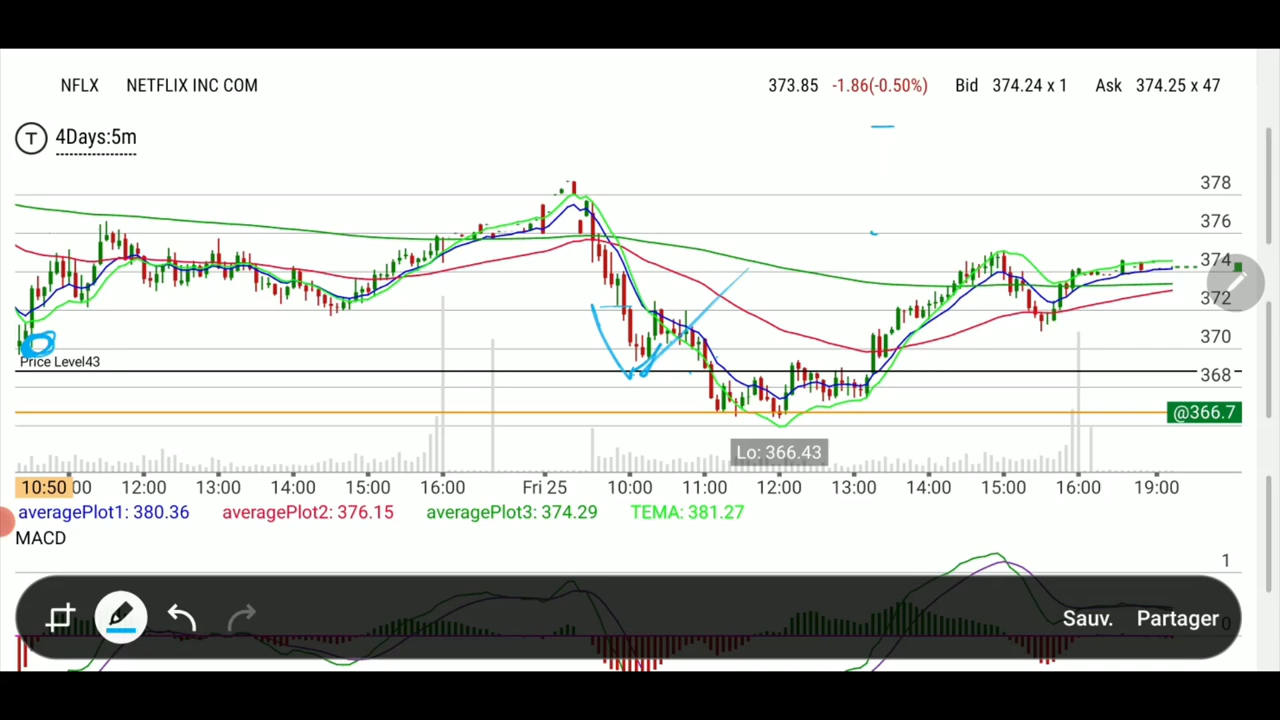 NFLX NETFLIX INC COM 373.85 -1.86(-0.50%) Bid 374.24 x 1 Ask 374.25 x 47
T 4Days:5m
378
376
374
372
370
Price Level43
368
@366.7
Lo: 366.43
10:50 :00 12:00 13:00 14:00 15:00 16:00 Fri 25 10:00 11:00 12:00 13:00 14:00 15:00 16:00 19:00
averagePlot1: 380.36 averagePlot2: 376.15 averagePlot3: 374.29 TEMA: 381.27
MACD
1
Sauv. Partager
0